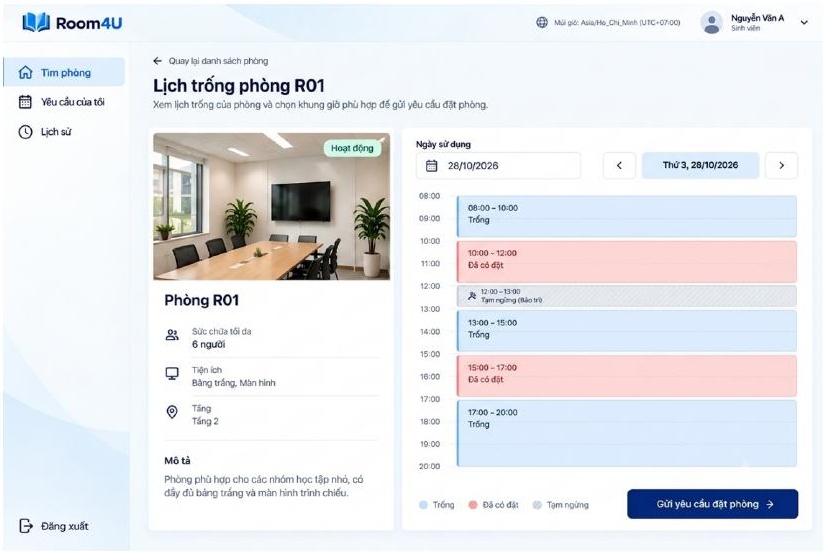 Room4U
Múi giờ: Asia/Ho_Chi_Minh (UTC+07:00)
Nguyễn Văn A
Sinh viên
Tìm phòng
Yêu cầu của tôi
Lịch sử
Đăng xuất
← Quay lại danh sách phòng
Lịch trống phòng R01
Xem lịch trống của phòng và chọn khung giờ phù hợp để gửi yêu cầu đặt phòng.
Hoạt động
Phòng R01
Sức chứa tối đa
6 người
Tiện ích
Bảng trắng, Màn hình
Tầng
Tầng 2
Mô tả
Phòng phù hợp cho các nhóm học tập nhỏ, có
đầy đủ bảng trắng và màn hình trình chiếu.
Ngày sử dụng
28/10/2026
Thứ 3, 28/10/2026
08:00
09:00
10:00
11:00
12:00
13:00
14:00
15:00
16:00
17:00
18:00
19:00
20:00
08:00 – 10:00
Trống
10:00 – 12:00
Đã có đặt
12:00 – 13:00
Tạm ngừng (Bảo trì)
13:00 – 15:00
Trống
15:00 – 17:00
Đã có đặt
17:00 – 20:00
Trống
Trống
Đã có đặt
Tạm ngừng
Gửi yêu cầu đặt phòng →